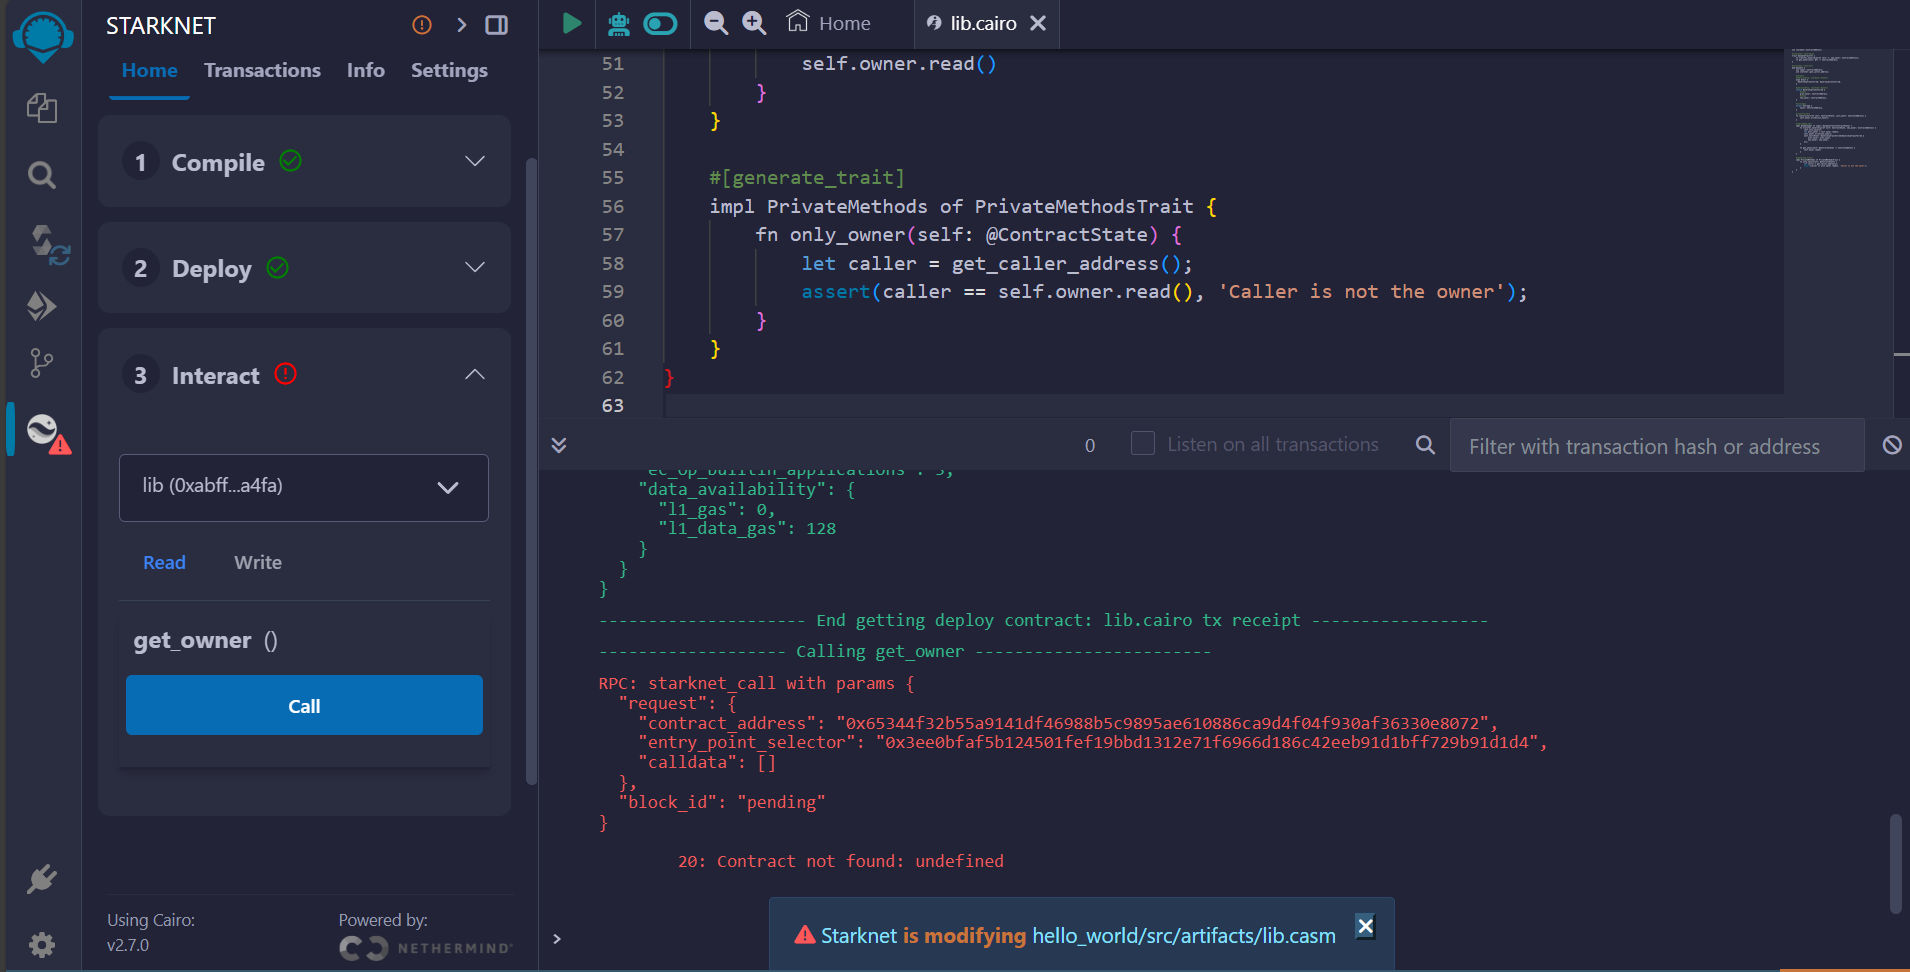 STARKNET
Home Transactions Info Settings
1 Compile
2 Deploy
3 Interact
lib (0xabff...a4fa)
Read Write
get_owner ()
Call
Using Cairo:
v2.7.0
Powered by:
NETHERMIND
Home
lib.cairo
51 self.owner.read()
52 }
53 }
54
55 #[generate_trait]
56 impl PrivateMethods of PrivateMethodsTrait {
57 fn only_owner(self: @ContractState) {
58 let caller = get_caller_address();
59 assert(caller == self.owner.read(), 'Caller is not the owner');
60 }
61 }
62 }
63
0 Listen on all transactions Filter with transaction hash or address
"data_availability": {
"l1_gas": 0,
"l1_data_gas": 128
}
}
}
--------------------- End getting deploy contract: lib.cairo tx receipt ------------------
------------------- Calling get_owner ------------------------
RPC: starknet_call with params {
"request": {
"contract_address": "0x65344f32b55a9141df46988b5c9895ae610886ca9d4f04f930af36330e8072",
"entry_point_selector": "0x3ee0bfaf5b124501fef19bbd1312e71f6966d186c42eeb91d1bff729b91d1d4",
"calldata": []
},
"block_id": "pending"
}
20: Contract not found: undefined
>
Starknet is modifying hello_world/src/artifacts/lib.casm